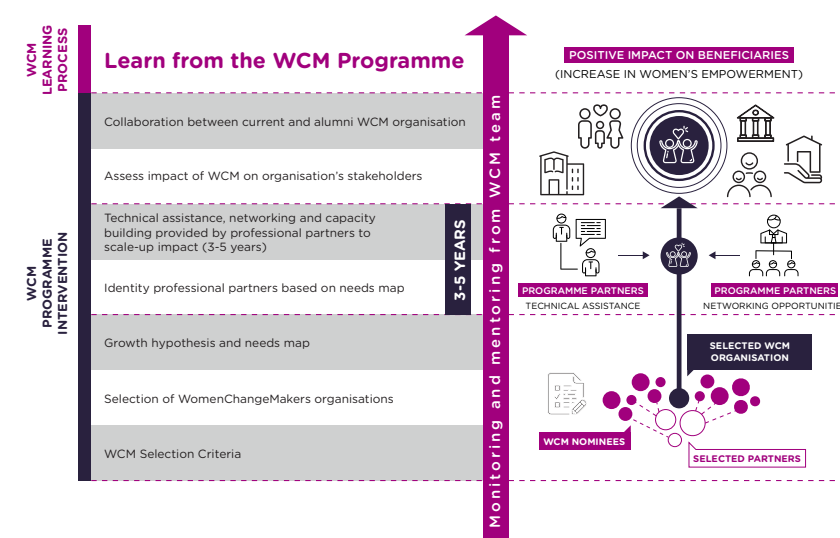 WCM
LEARNING
PROCESS
Learn from the WCM Programme
WCM
PROGRAMME
INTERVENTION
Collaboration between current and alumni WCM organisation
Assess impact of WCM on organisation's stakeholders
Technical assistance, networking and capacity
building provided by professional partners to
scale-up impact (3-5 years)
Identity professional partners based on needs map
3-5 YEARS
Growth hypothesis and needs map
Selection of WomenChangeMakers organisations
WCM Selection Criteria
Monitoring and mentoring from WCM team
POSITIVE IMPACT ON BENEFICIARIES
(INCREASE IN WOMEN'S EMPOWERMENT)
PROGRAMME PARTNERS
TECHNICAL ASSISTANCE
PROGRAMME PARTNERS
NETWORKING OPPORTUNITIE
SELECTED WCM
ORGANISATION
WCM NOMINEES
SELECTED PARTNERS